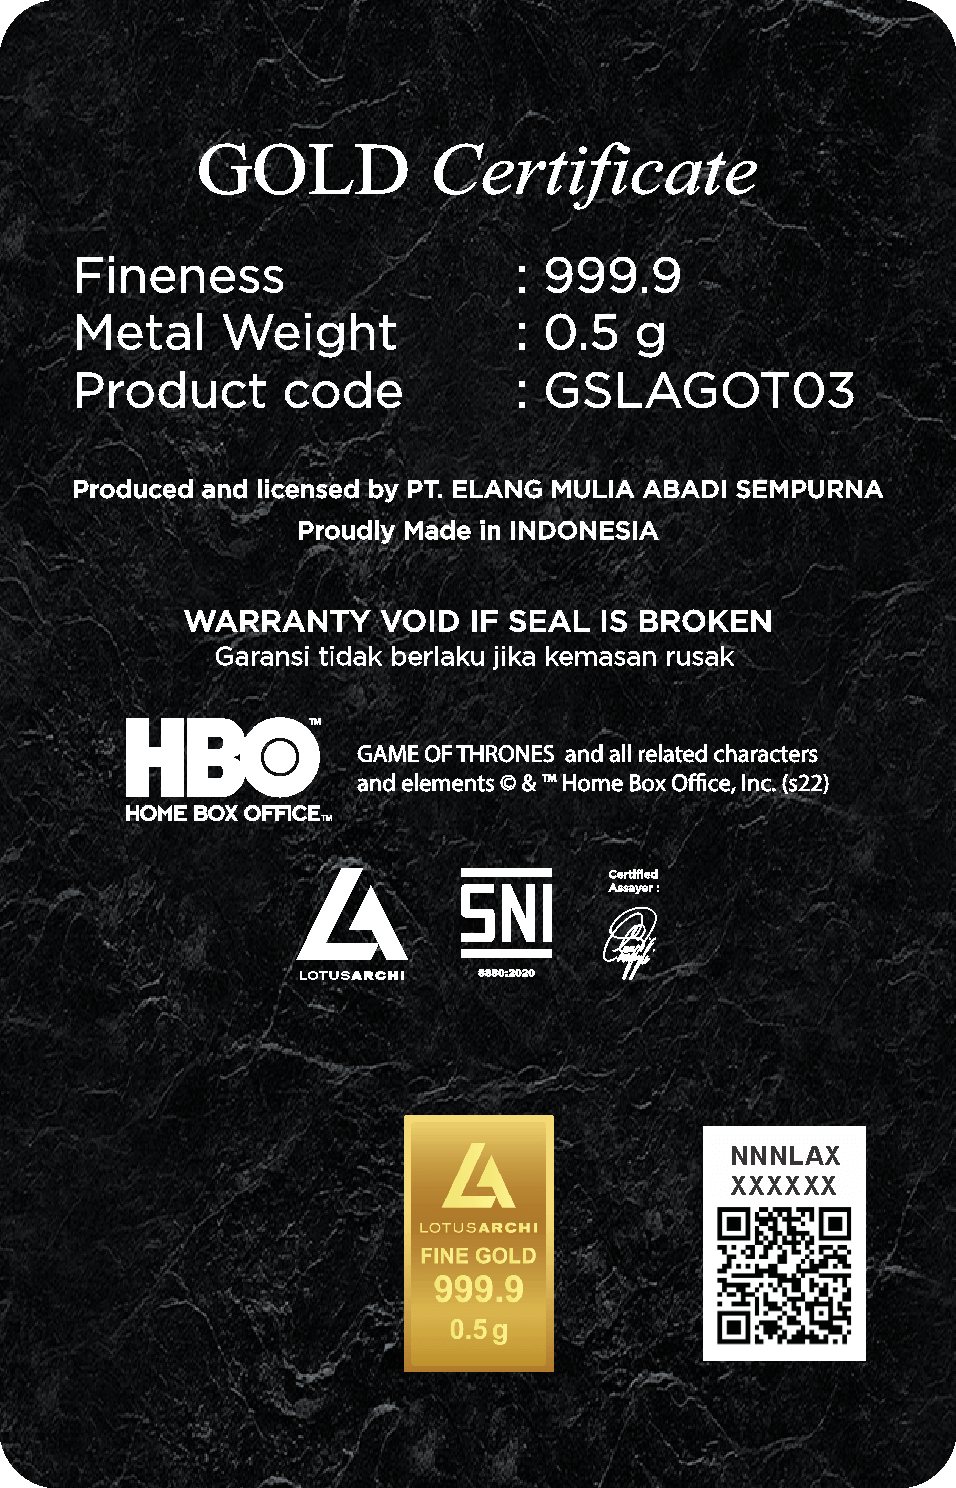 GOLD Certificate
Fineness : 999.9
Metal Weight : 0.5 g
Product code : GSLAGOT03
Produced and licensed by PT. ELANG MULIA ABADI SEMPURNA
Proudly Made in INDONESIA
WARRANTY VOID IF SEAL IS BROKEN
Garansi tidak berlaku jika kemasan rusak
HBO™
HOME BOX OFFICE™
GAME OF THRONES and all related characters
and elements © & ™ Home Box Office, Inc. (s22)
LOTUSARCHI
SNI
8880:2020
Certified
Assayer :
LOTUSARCHI
FINE GOLD
999.9
0.5 g
NNNLAX
XXXXXX